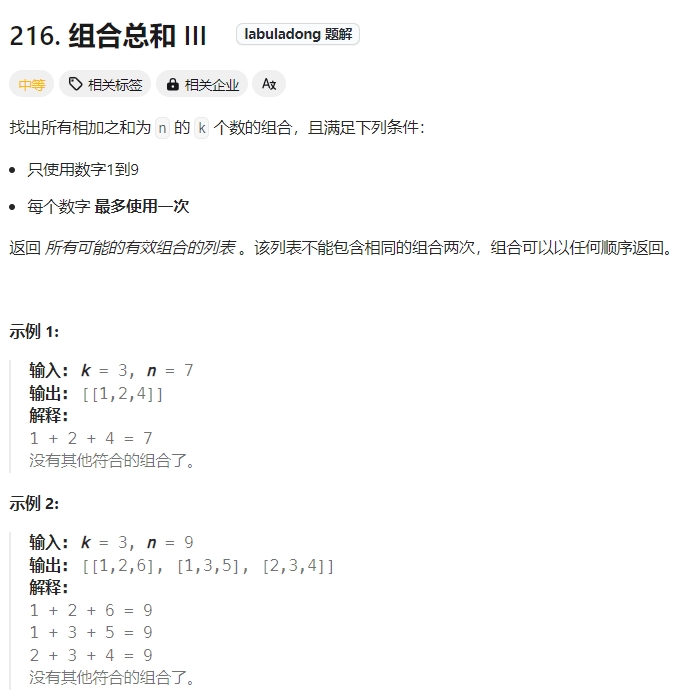 216. 组合总和 III labuladong 题解
中等 相关标签 相关企业 Aあ
找出所有相加之和为 n 的 k 个数的组合，且满足下列条件：
• 只使用数字1到9
• 每个数字 最多使用一次
返回 所有可能的有效组合的列表 。该列表不能包含相同的组合两次，组合可以以任何顺序返回。
示例 1:
输入: k = 3, n = 7
输出: [[1,2,4]]
解释:
1 + 2 + 4 = 7
没有其他符合的组合了。
示例 2:
输入: k = 3, n = 9
输出: [[1,2,6], [1,3,5], [2,3,4]]
解释:
1 + 2 + 6 = 9
1 + 3 + 5 = 9
2 + 3 + 4 = 9
没有其他符合的组合了。